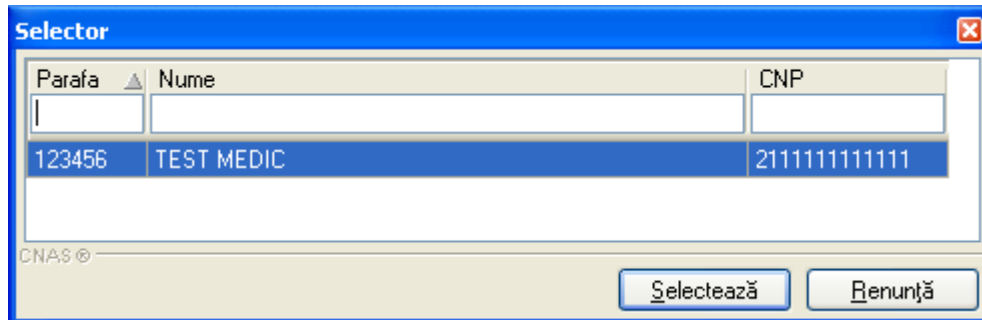 Selector
Parafa Nume CNP
123456 TEST MEDIC 2111111111111
CNAS ®
Selectează Renunţă